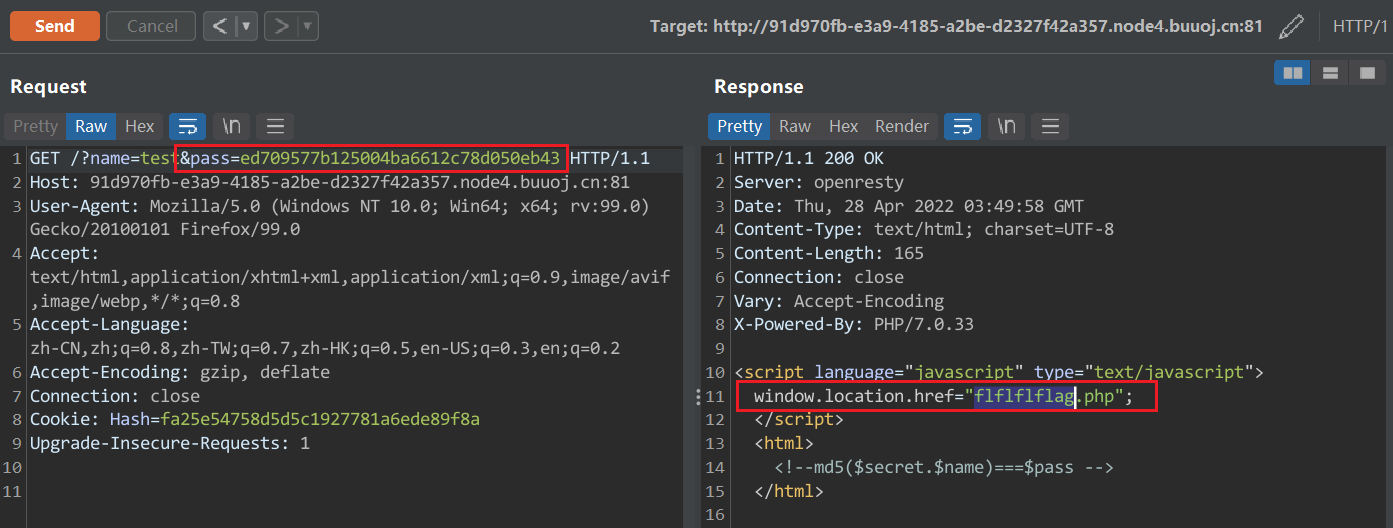 Send Cancel < ▼ > ▼ Target: http://91d970fb-e3a9-4185-a2be-d2327f42a357.node4.buuoj.cn:81 HTTP/1
Request
Pretty Raw Hex \n
1 GET /?name=test&pass=ed709577b125004ba6612c78d050eb43 HTTP/1.1
2 Host: 91d970fb-e3a9-4185-a2be-d2327f42a357.node4.buuoj.cn:81
3 User-Agent: Mozilla/5.0 (Windows NT 10.0; Win64; x64; rv:99.0)
Gecko/20100101 Firefox/99.0
4 Accept:
text/html,application/xhtml+xml,application/xml;q=0.9,image/avif
,image/webp,*/*;q=0.8
5 Accept-Language:
zh-CN,zh;q=0.8,zh-TW;q=0.7,zh-HK;q=0.5,en-US;q=0.3,en;q=0.2
6 Accept-Encoding: gzip, deflate
7 Connection: close
8 Cookie: Hash=fa25e54758d5d5c1927781a6ede89f8a
9 Upgrade-Insecure-Requests: 1
10
11
Response
Pretty Raw Hex Render \n
1 HTTP/1.1 200 OK
2 Server: openresty
3 Date: Thu, 28 Apr 2022 03:49:58 GMT
4 Content-Type: text/html; charset=UTF-8
5 Content-Length: 165
6 Connection: close
7 Vary: Accept-Encoding
8 X-Powered-By: PHP/7.0.33
9
10 <script language="javascript" type="text/javascript">
11 window.location.href="flflflflag.php";
12 </script>
13 <html>
14 <!--md5($secret.$name)===$pass -->
15 </html>
16